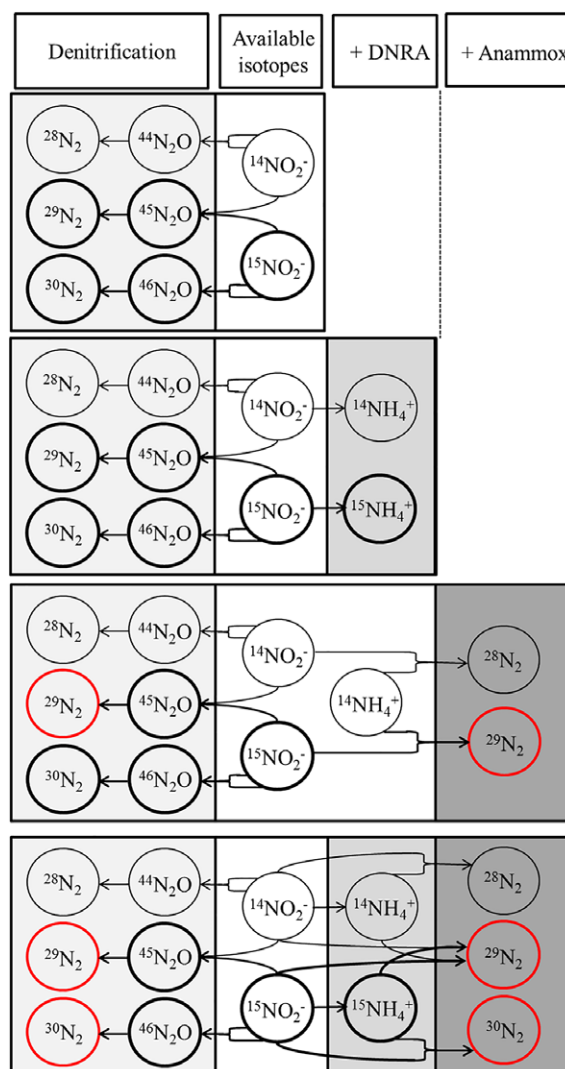 Denitrification
Available
isotopes
+ DNRA
+ Anammox
²⁸N₂
⁴⁴N₂O
¹⁴NO₂⁻
²⁹N₂
⁴⁵N₂O
¹⁵NO₂⁻
³⁰N₂
⁴⁶N₂O
²⁸N₂
⁴⁴N₂O
¹⁴NO₂⁻
¹⁴NH₄⁺
²⁹N₂
⁴⁵N₂O
¹⁵NO₂⁻
¹⁵NH₄⁺
³⁰N₂
⁴⁶N₂O
²⁸N₂
⁴⁴N₂O
¹⁴NO₂⁻
²⁸N₂
²⁹N₂
⁴⁵N₂O
¹⁴NH₄⁺
¹⁵NO₂⁻
²⁹N₂
³⁰N₂
⁴⁶N₂O
²⁸N₂
⁴⁴N₂O
¹⁴NO₂⁻
¹⁴NH₄⁺
²⁸N₂
²⁹N₂
⁴⁵N₂O
²⁹N₂
¹⁵NO₂⁻
¹⁵NH₄⁺
³⁰N₂
⁴⁶N₂O
³⁰N₂